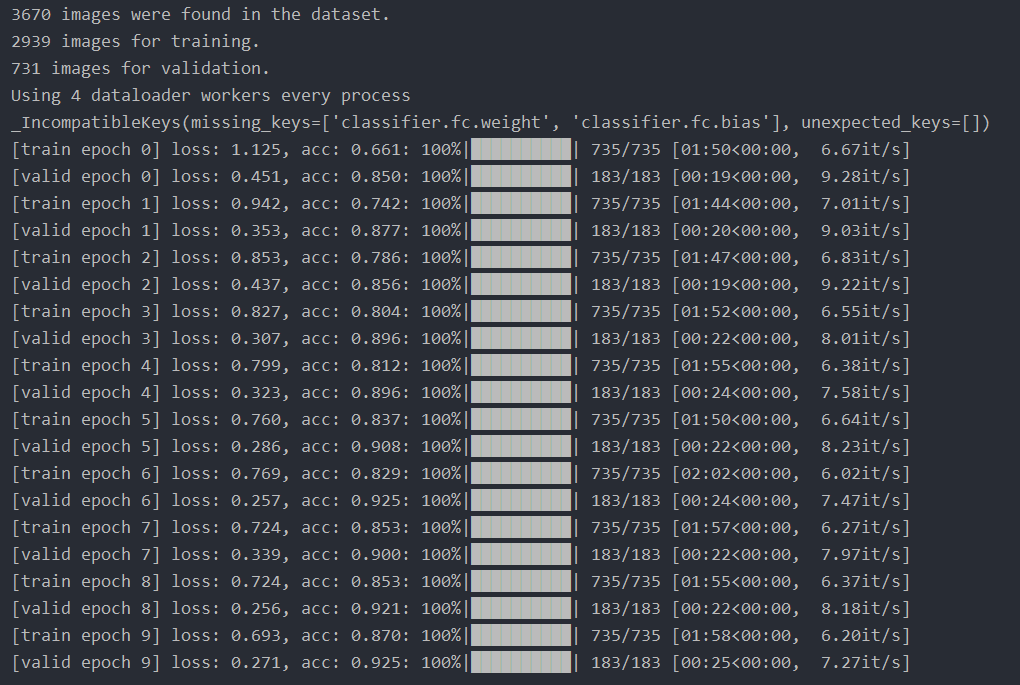 3670 images were found in the dataset.
2939 images for training.
731 images for validation.
Using 4 dataloader workers every process
_IncompatibleKeys(missing_keys=['classifier.fc.weight', 'classifier.fc.bias'], unexpected_keys=[])
[train epoch 0] loss: 1.125, acc: 0.661: 100%|██████████| 735/735 [01:50<00:00,  6.67it/s]
[valid epoch 0] loss: 0.451, acc: 0.850: 100%|██████████| 183/183 [00:19<00:00,  9.28it/s]
[train epoch 1] loss: 0.942, acc: 0.742: 100%|██████████| 735/735 [01:44<00:00,  7.01it/s]
[valid epoch 1] loss: 0.353, acc: 0.877: 100%|██████████| 183/183 [00:20<00:00,  9.03it/s]
[train epoch 2] loss: 0.853, acc: 0.786: 100%|██████████| 735/735 [01:47<00:00,  6.83it/s]
[valid epoch 2] loss: 0.437, acc: 0.856: 100%|██████████| 183/183 [00:19<00:00,  9.22it/s]
[train epoch 3] loss: 0.827, acc: 0.804: 100%|██████████| 735/735 [01:52<00:00,  6.55it/s]
[valid epoch 3] loss: 0.307, acc: 0.896: 100%|██████████| 183/183 [00:22<00:00,  8.01it/s]
[train epoch 4] loss: 0.799, acc: 0.812: 100%|██████████| 735/735 [01:55<00:00,  6.38it/s]
[valid epoch 4] loss: 0.323, acc: 0.896: 100%|██████████| 183/183 [00:24<00:00,  7.58it/s]
[train epoch 5] loss: 0.760, acc: 0.837: 100%|██████████| 735/735 [01:50<00:00,  6.64it/s]
[valid epoch 5] loss: 0.286, acc: 0.908: 100%|██████████| 183/183 [00:22<00:00,  8.23it/s]
[train epoch 6] loss: 0.769, acc: 0.829: 100%|██████████| 735/735 [02:02<00:00,  6.02it/s]
[valid epoch 6] loss: 0.257, acc: 0.925: 100%|██████████| 183/183 [00:24<00:00,  7.47it/s]
[train epoch 7] loss: 0.724, acc: 0.853: 100%|██████████| 735/735 [01:57<00:00,  6.27it/s]
[valid epoch 7] loss: 0.339, acc: 0.900: 100%|██████████| 183/183 [00:22<00:00,  7.97it/s]
[train epoch 8] loss: 0.724, acc: 0.853: 100%|██████████| 735/735 [01:55<00:00,  6.37it/s]
[valid epoch 8] loss: 0.256, acc: 0.921: 100%|██████████| 183/183 [00:22<00:00,  8.18it/s]
[train epoch 9] loss: 0.693, acc: 0.870: 100%|██████████| 735/735 [01:58<00:00,  6.20it/s]
[valid epoch 9] loss: 0.271, acc: 0.925: 100%|██████████| 183/183 [00:25<00:00,  7.27it/s]